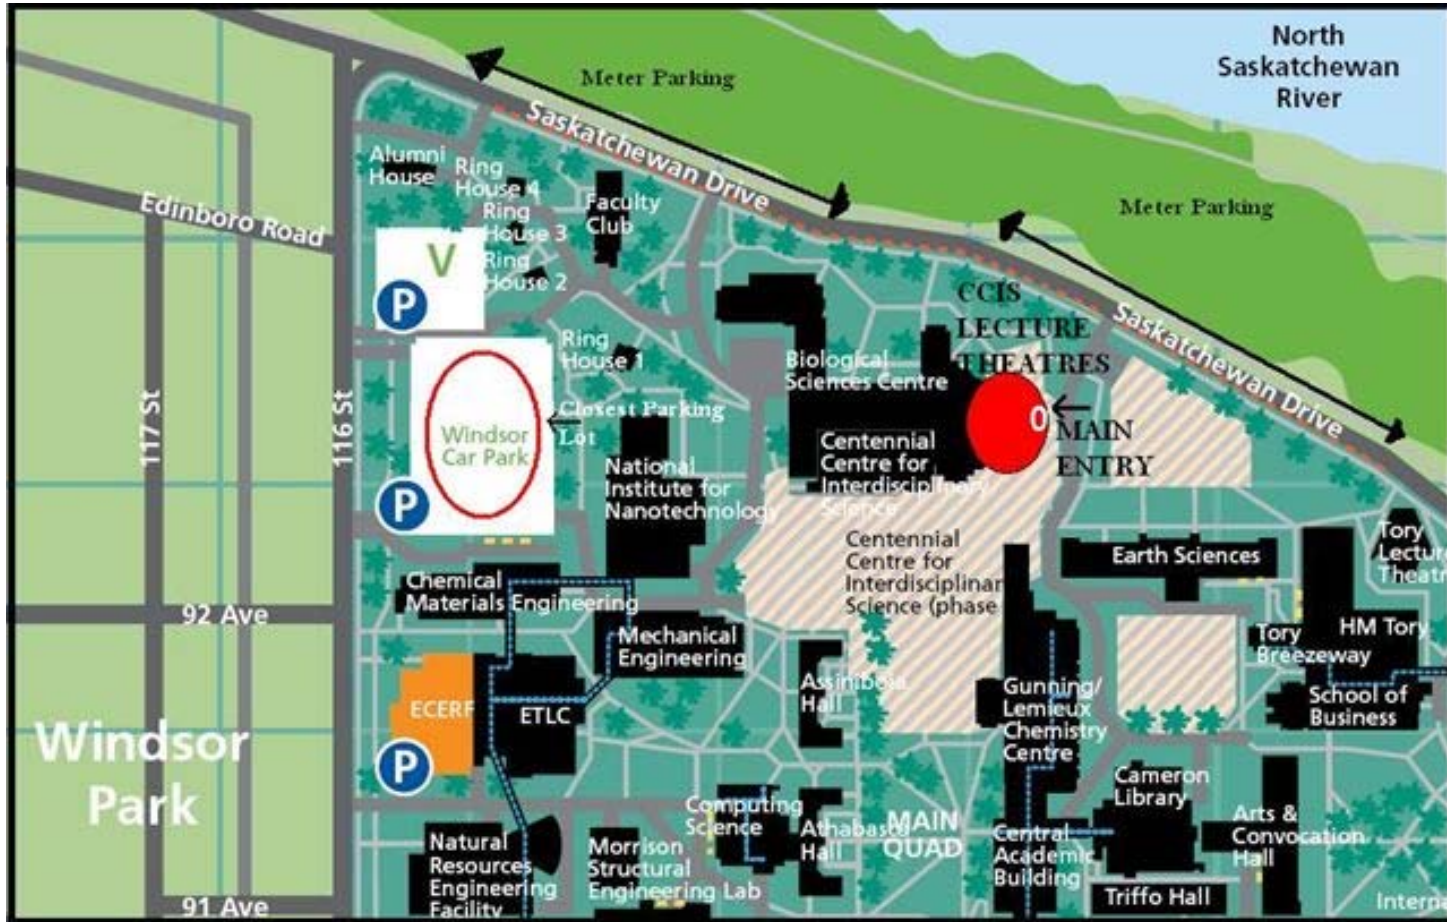 North
Saskatchewan
River
Meter Parking
Saskatchewan Drive
Meter Parking
Alumni
House
Ring
House 4
Ring
House 3
Ring
House 2
Faculty
Club
Edinboro Road
V
P
CCIS
LECTURE
THEATRES
Saskatchewan Drive
Ring
House 1
Biological
Sciences Centre
Closest Parking
Lot
Windsor
Car Park
117 St
116 St
0
MAIN
ENTRY
Centennial
Centre for
Interdisciplinary
Science
National
Institute for
Nanotechnology
P
Centennial
Centre for
Interdisciplinar
Science (phase
Earth Sciences
Tory
Lectur
Theatr
Chemical
Materials Engineering
92 Ave
Mechanical
Engineering
Tory
Breezeway
HM Tory
Assiniboia
Hall
Gunning/
Lemieux
Chemistry
Centre
School of
Business
ECERF
ETLC
Windsor
Park
P
Cameron
Library
Computing
Science
Athabasca
Hall
MAIN
QUAD
Central
Academic
Building
Arts &
Convocation
Hall
Natural
Resources
Engineering
Facility
Morrison
Structural
Engineering Lab
Triffo Hall
Interna
91 Ave